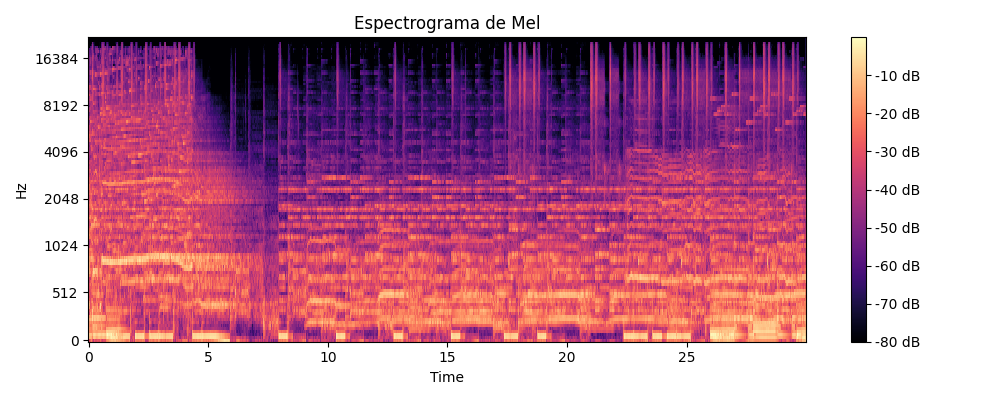 Espectrograma de Mel
Hz
16384
8192
4096
2048
1024
512
0
0 5 10 15 20 25
Time
-10 dB
-20 dB
-30 dB
-40 dB
-50 dB
-60 dB
-70 dB
-80 dB